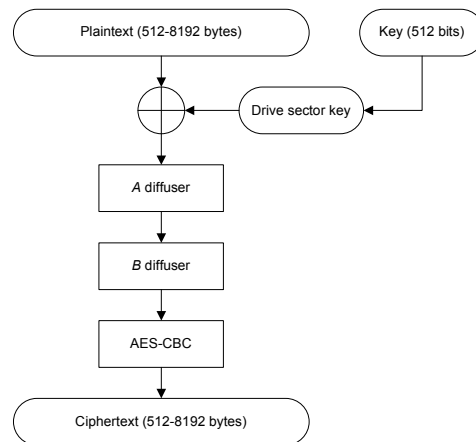 Plaintext (512-8192 bytes)
Key (512 bits)
Drive sector key
A diffuser
B diffuser
AES-CBC
Ciphertext (512-8192 bytes)